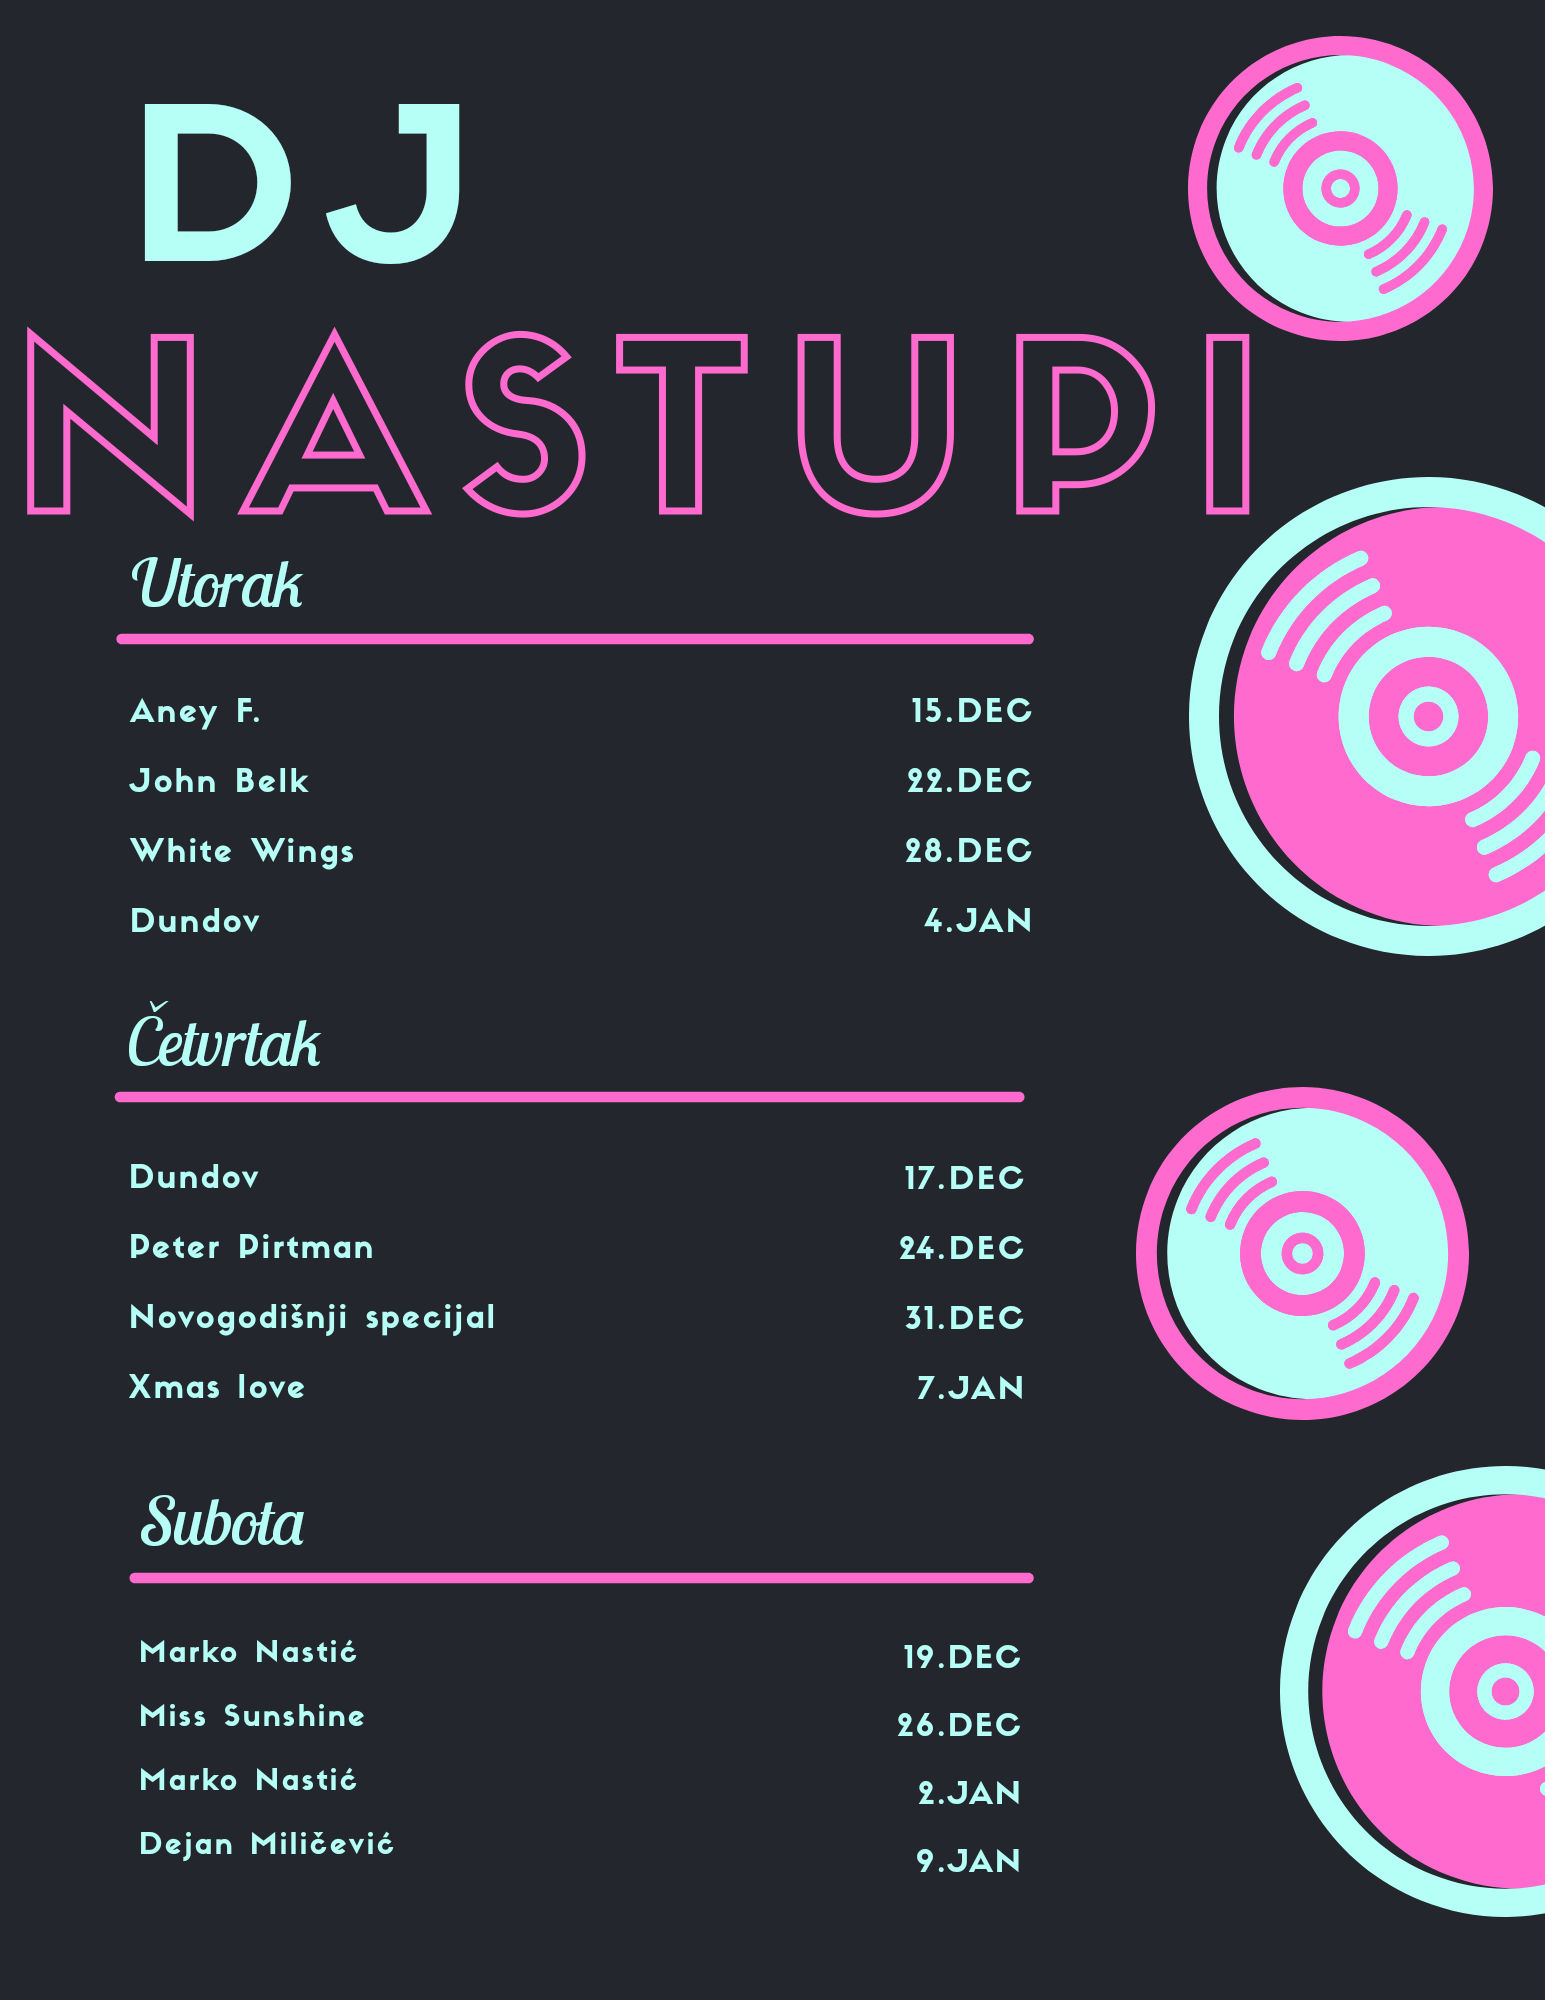 DJ
NASTUPI
Utorak
Aney F. 15.DEC
John Belk 22.DEC
White Wings 28.DEC
Dundov 4.JAN
Četvrtak
Dundov 17.DEC
Peter Pirtman 24.DEC
Novogodišnji specijal 31.DEC
Xmas love 7.JAN
Subota
Marko Nastić 19.DEC
Miss Sunshine 26.DEC
Marko Nastić 2.JAN
Dejan Miličević 9.JAN